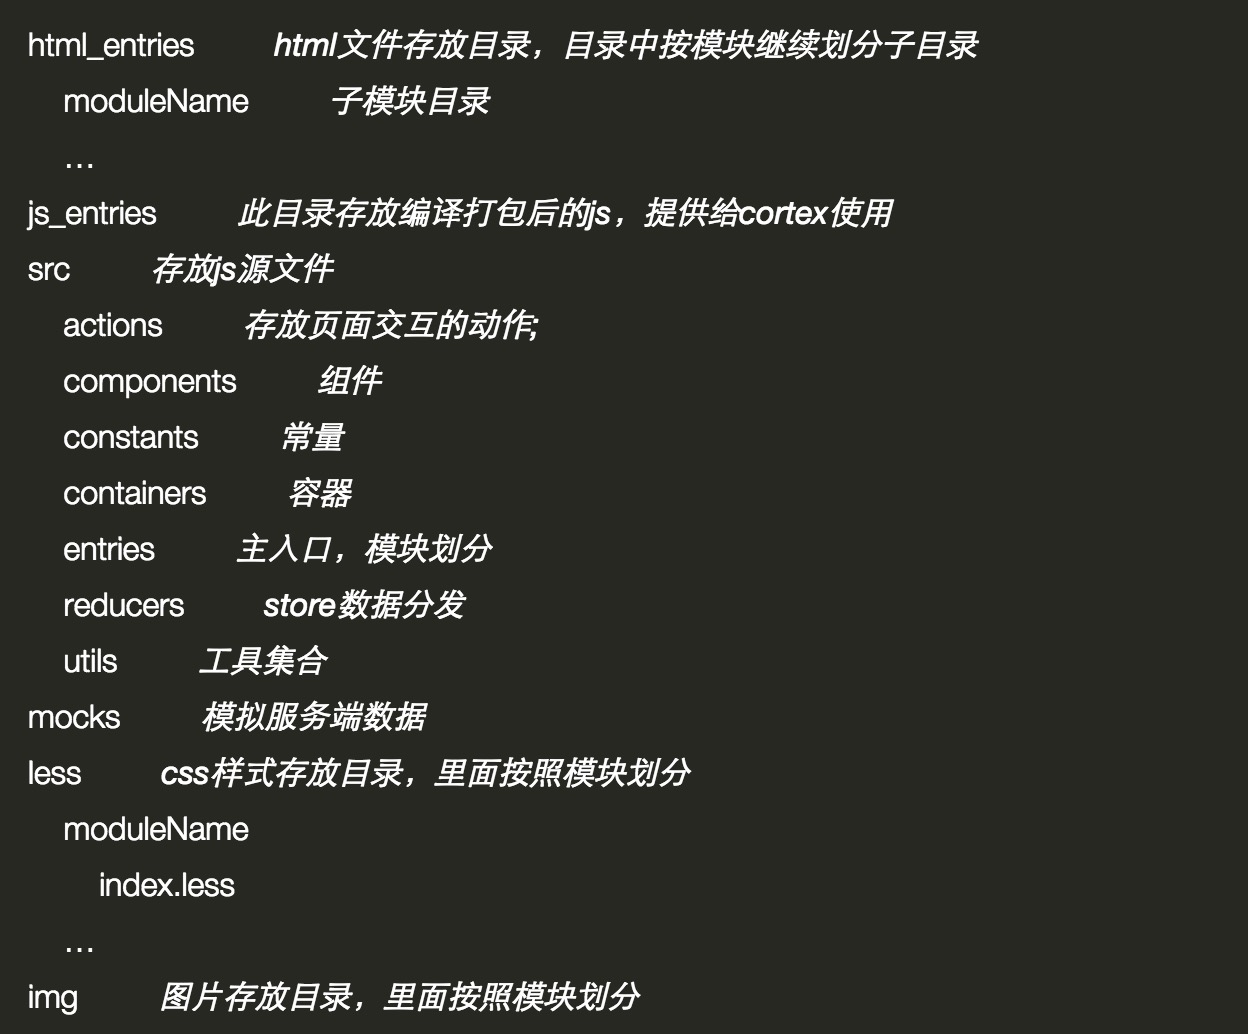 html_entries html文件存放目录，目录中按模块继续划分子目录
moduleName 子模块目录
…
js_entries 此目录存放编译打包后的js，提供给cortex使用
src 存放js源文件
actions 存放页面交互的动作;
components 组件
constants 常量
containers 容器
entries 主入口，模块划分
reducers store数据分发
utils 工具集合
mocks 模拟服务端数据
less css样式存放目录，里面按照模块划分
moduleName
index.less
…
img 图片存放目录，里面按照模块划分